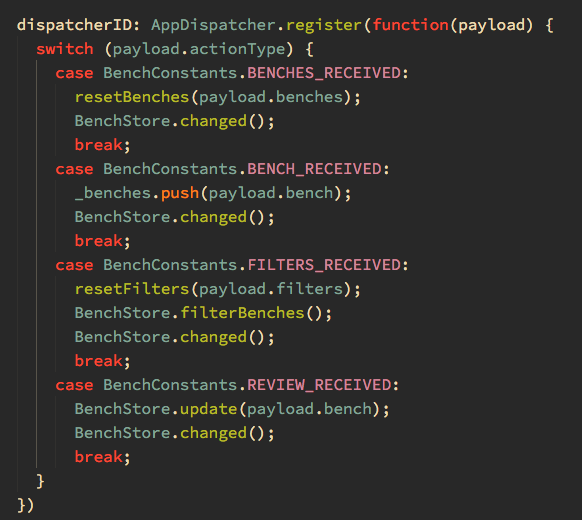 dispatcherID: AppDispatcher.register(function(payload) {
  switch (payload.actionType) {
    case BenchConstants.BENCHES_RECEIVED:
      resetBenches(payload.benches);
      BenchStore.changed();
      break;
    case BenchConstants.BENCH_RECEIVED:
      _benches.push(payload.bench);
      BenchStore.changed();
      break;
    case BenchConstants.FILTERS_RECEIVED:
      resetFilters(payload.filters);
      BenchStore.filterBenches();
      BenchStore.changed();
      break;
    case BenchConstants.REVIEW_RECEIVED:
      BenchStore.update(payload.bench);
      BenchStore.changed();
      break;
  }
})